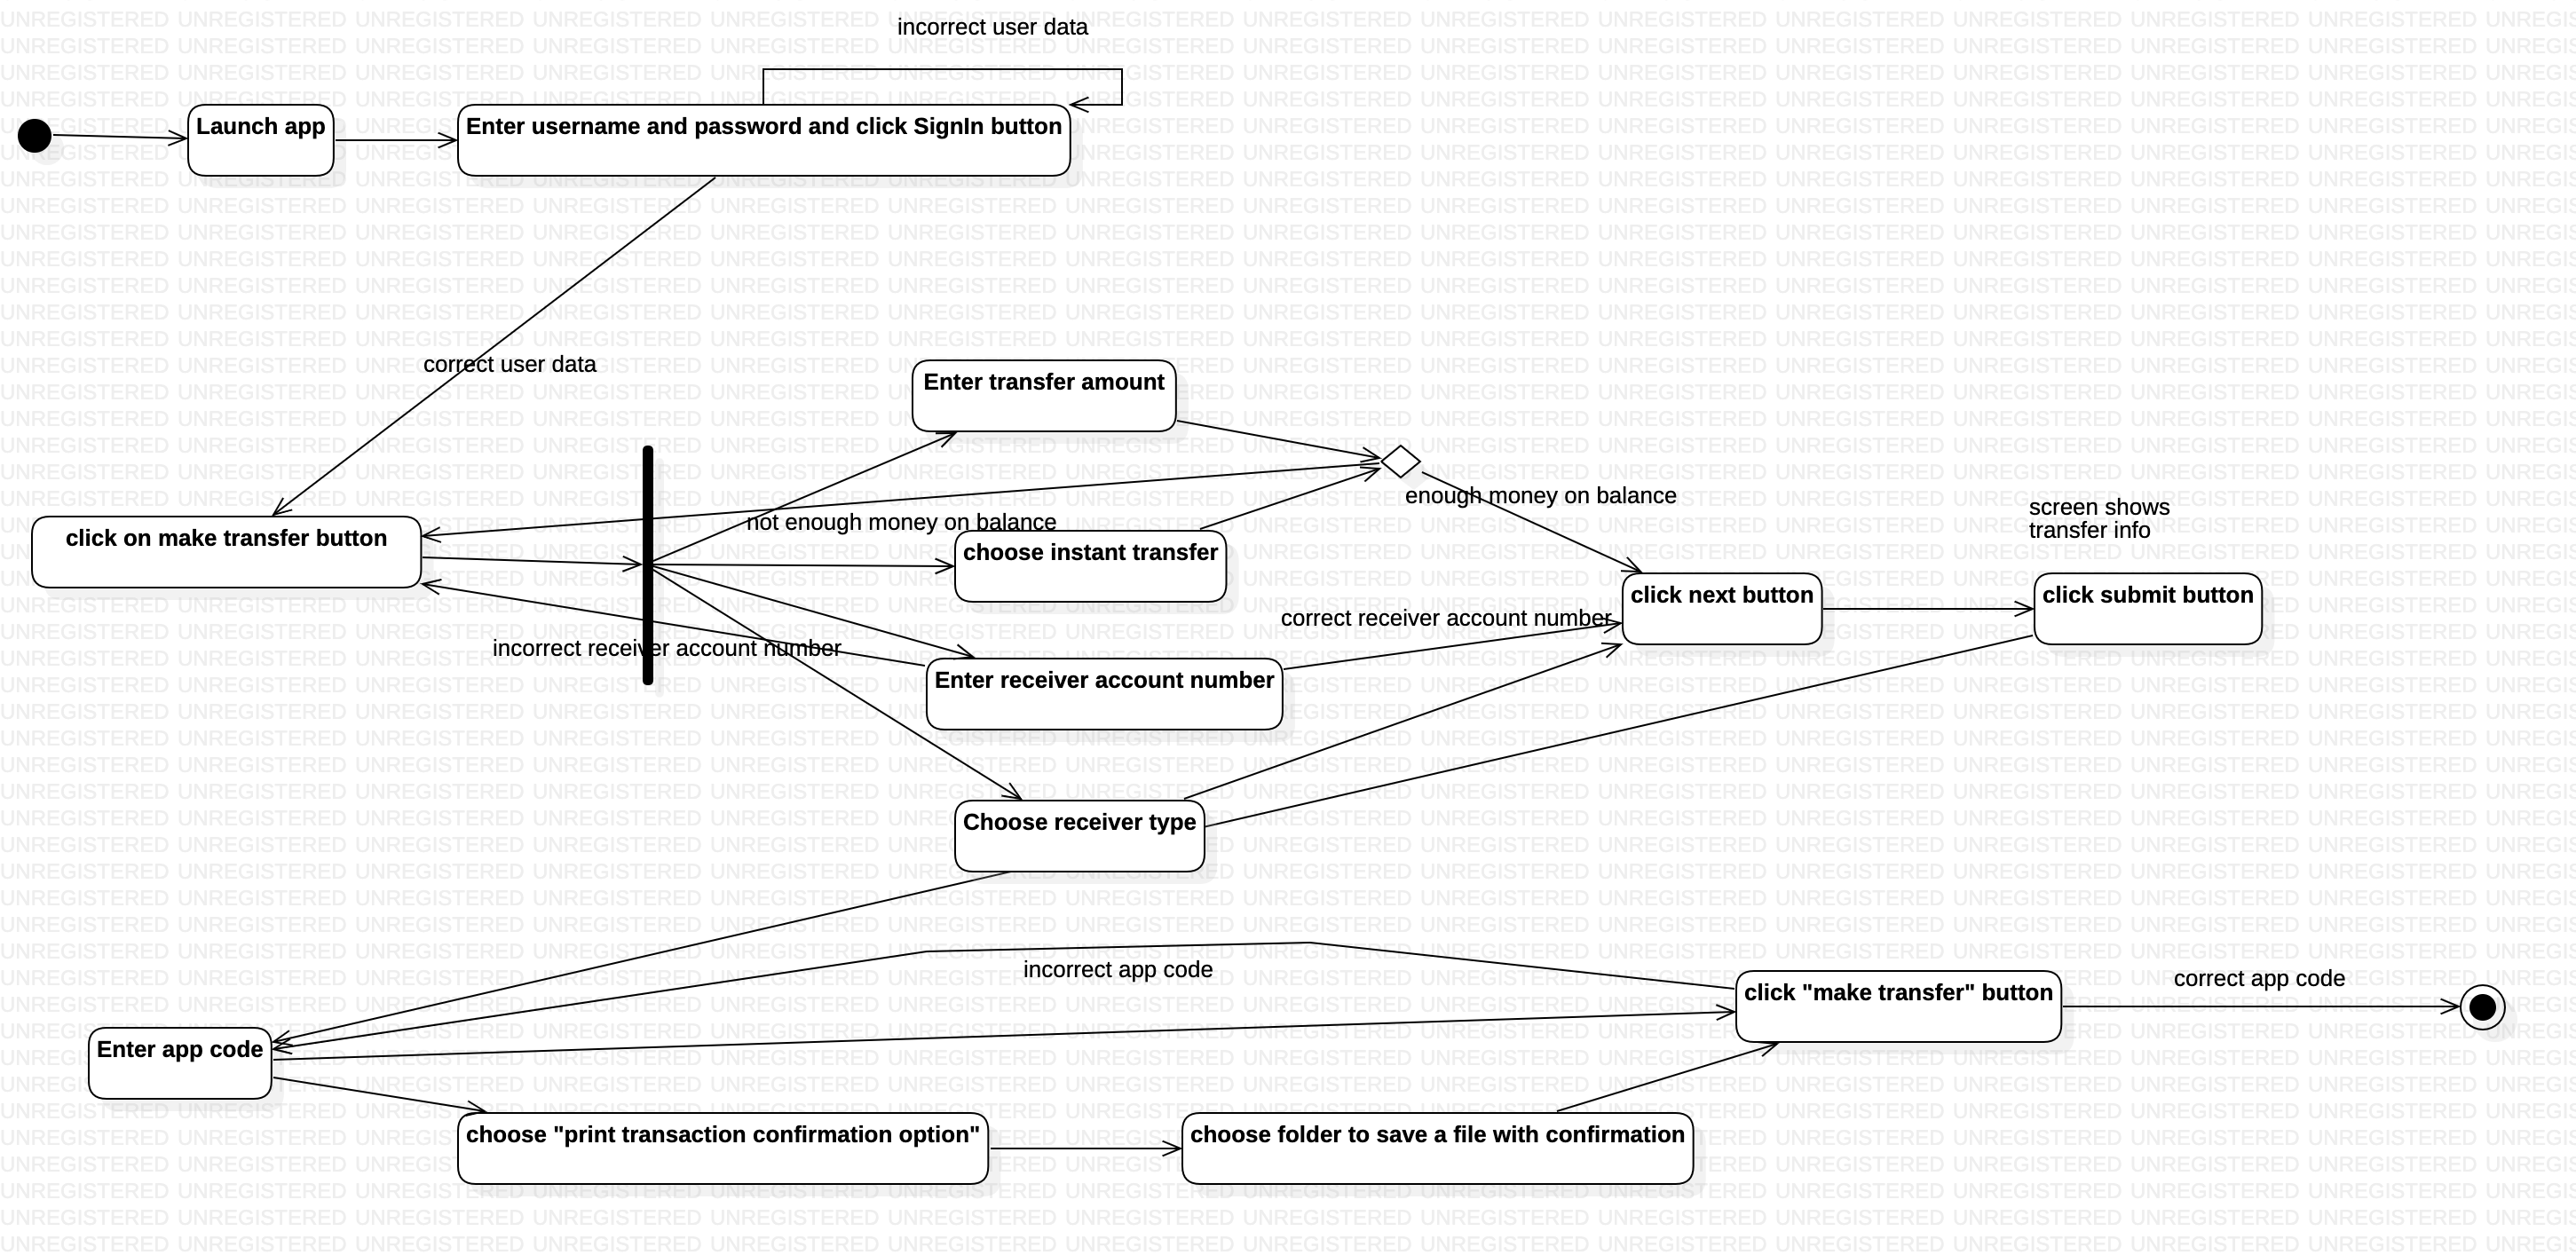 incorrect user data
Launch app
Enter username and password and click SignIn button
correct user data
Enter transfer amount
enough money on balance
screen shows
transfer info
not enough money on balance
click on make transfer button
choose instant transfer
click next button
click submit button
correct receiver account number
incorrect receiver account number
Enter receiver account number
Choose receiver type
incorrect app code
correct app code
click "make transfer" button
Enter app code
choose "print transaction confirmation option"
choose folder to save a file with confirmation
UNREGISTERED